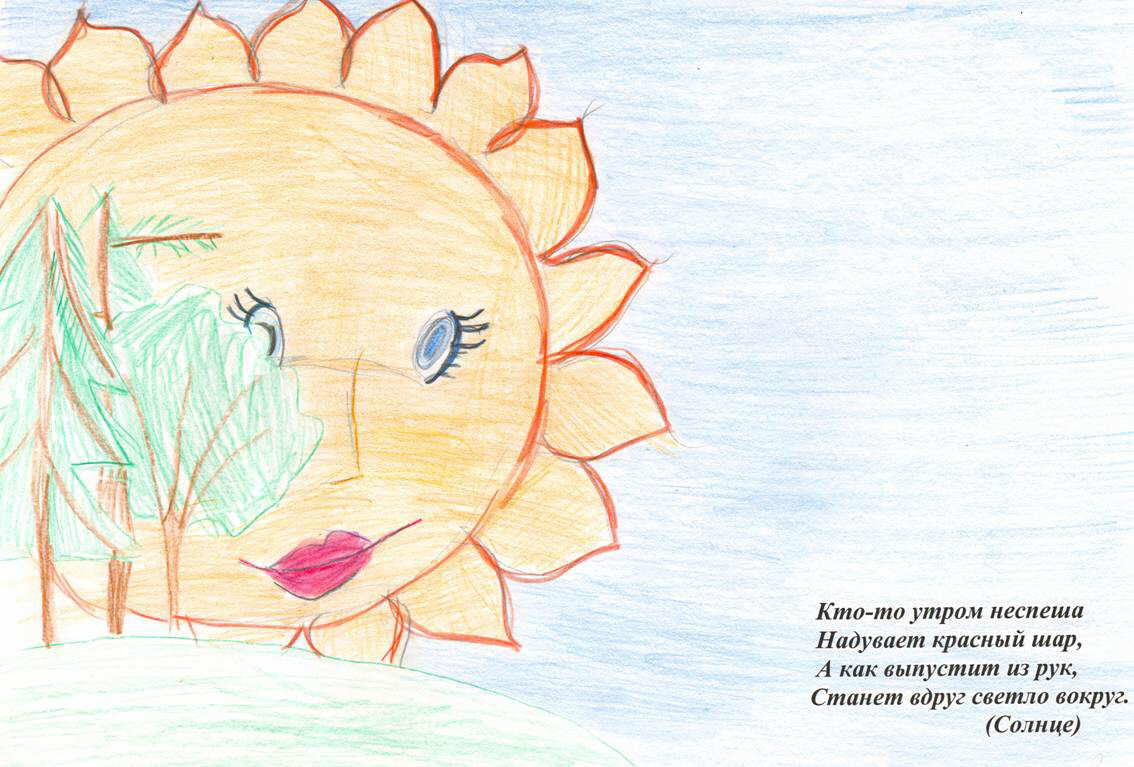 Кто-то утром неспеша
Надувает красный шар,
А как выпустит из рук,
Станет вдруг светло вокруг.
(Солнце)